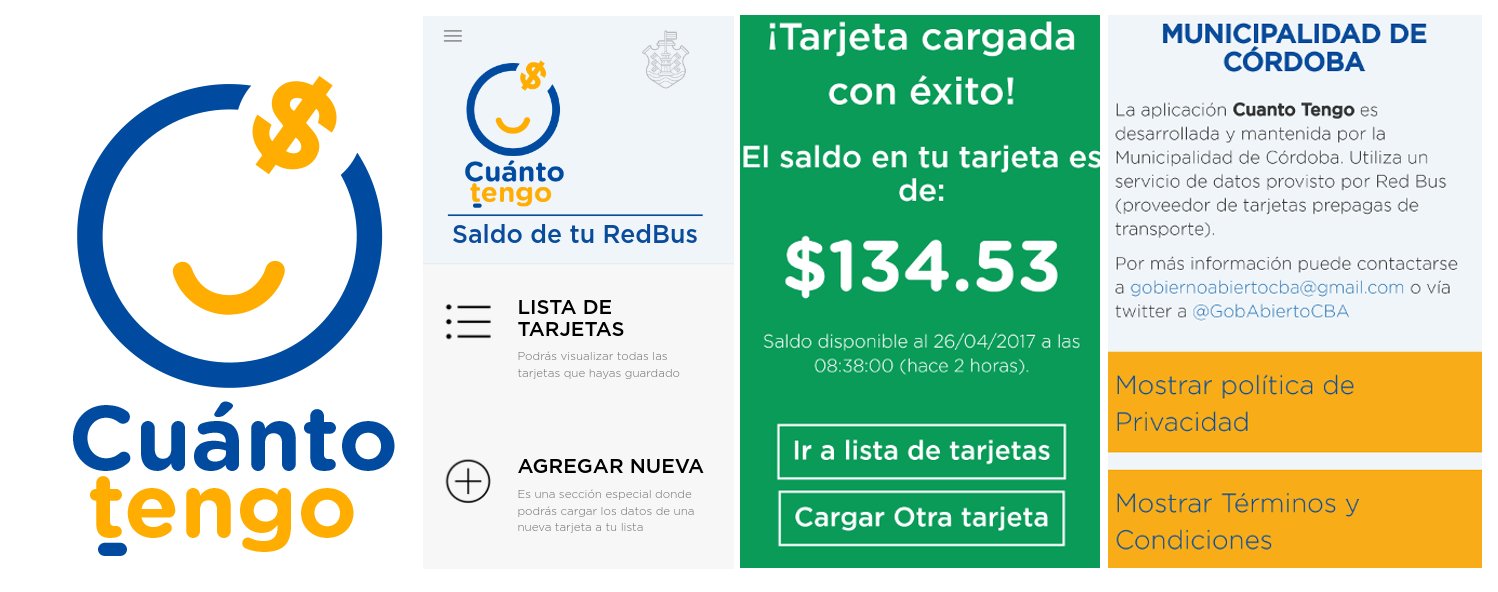 $
Cuánto
tengo
$
Cuánto
tengo
Saldo de tu RedBus
LISTA DE
TARJETAS
Podrás visualizar todas las
tarjetas que hayas guardado
AGREGAR NUEVA
Es una sección especial donde
podrás cargar los datos de una
nueva tarjeta a tu lista
¡Tarjeta cargada
con éxito!
El saldo en tu tarjeta es
de:
$134.53
Saldo disponible al 26/04/2017 a las
08:38:00 (hace 2 horas).
Ir a lista de tarjetas
Cargar Otra tarjeta
MUNICIPALIDAD DE
CÓRDOBA
La aplicación Cuanto Tengo es
desarrollada y mantenida por la
Municipalidad de Córdoba. Utiliza un
servicio de datos provisto por Red Bus
(proveedor de tarjetas prepagas de
transporte).
Por más información puede contactarse
a gobiernoabiertocba@gmail.com o vía
twitter a @GobAbiertoCBA
Mostrar política de
Privacidad
Mostrar Términos y
Condiciones